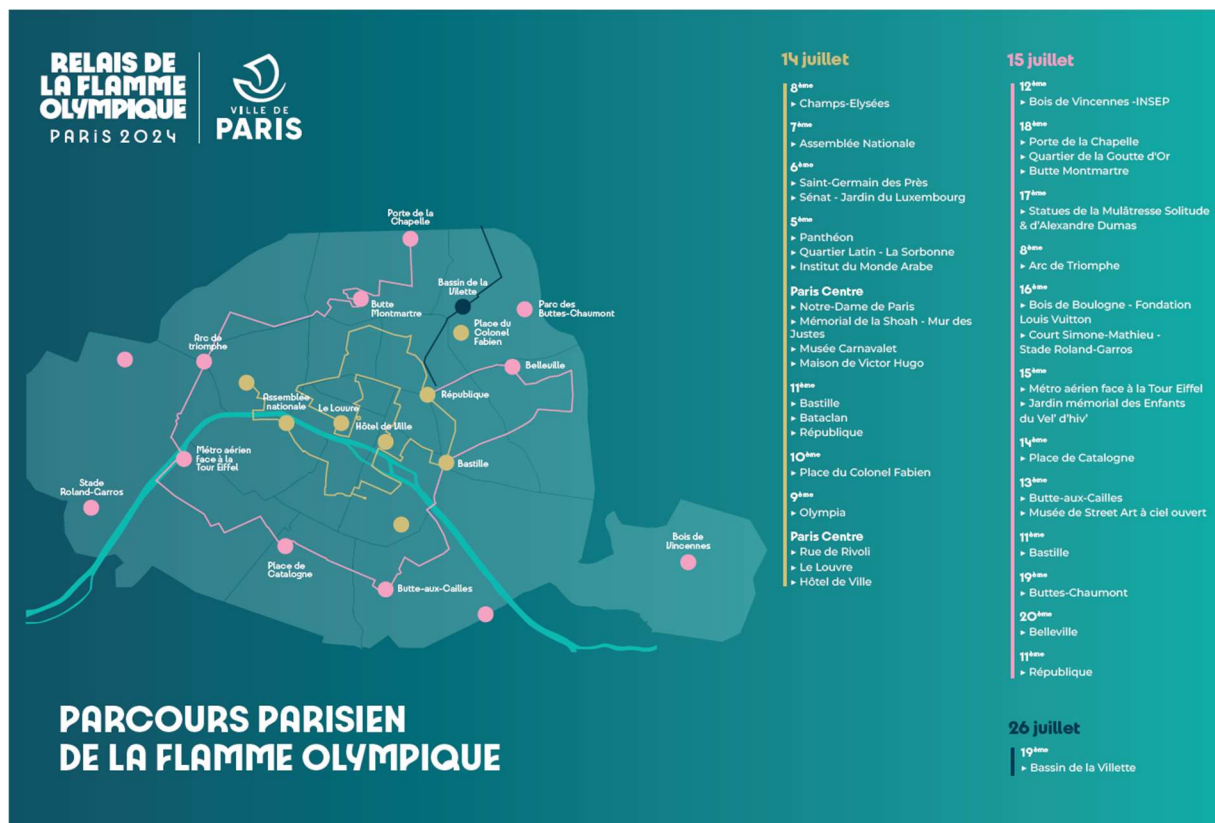 RELAIS DE
LA FLAMME
OLYMPIQUE
PARIS 2024
VILLE DE
PARIS
Porte de la
Chapelle
Bassin de la
Vilette
Butte
Montmartre
Parc des
Buttes-Chaumont
Place du
Colonel
Fabien
Arc de
triomphe
Belleville
République
Assemblée
nationale
Le Louvre
Hôtel de Ville
Métro aérien
face à la
Tour Eiffel
Bastille
Stade
Roland-Garros
Bois de
Vincennes
Place de
Catalogne
Butte-aux-Cailles
PARCOURS PARISIEN
DE LA FLAMME OLYMPIQUE
14 juillet
8ème
▸ Champs-Elysées
7ème
▸ Assemblée Nationale
6ème
▸ Saint-Germain des Près
▸ Sénat - Jardin du Luxembourg
5ème
▸ Panthéon
▸ Quartier Latin - La Sorbonne
▸ Institut du Monde Arabe
Paris Centre
▸ Notre-Dame de Paris
▸ Mémorial de la Shoah - Mur des
Justes
▸ Musée Carnavalet
▸ Maison de Victor Hugo
11ème
▸ Bastille
▸ Bataclan
▸ République
10ème
▸ Place du Colonel Fabien
9ème
▸ Olympia
Paris Centre
▸ Rue de Rivoli
▸ Le Louvre
▸ Hôtel de Ville
15 juillet
12ème
▸ Bois de Vincennes -INSEP
18ème
▸ Porte de la Chapelle
▸ Quartier de la Goutte d'Or
▸ Butte Montmartre
17ème
▸ Statues de la Mulâtresse Solitude
& d'Alexandre Dumas
8ème
▸ Arc de Triomphe
16ème
▸ Bois de Boulogne - Fondation
Louis Vuitton
▸ Court Simone-Mathieu -
Stade Roland-Garros
15ème
▸ Métro aérien face à la Tour Eiffel
▸ Jardin mémorial des Enfants
du Vel' d'hiv'
14ème
▸ Place de Catalogne
13ème
▸ Butte-aux-Cailles
▸ Musée de Street Art à ciel ouvert
11ème
▸ Bastille
19ème
▸ Buttes-Chaumont
20ème
▸ Belleville
11ème
▸ République
26 juillet
19ème
▸ Bassin de la Villette